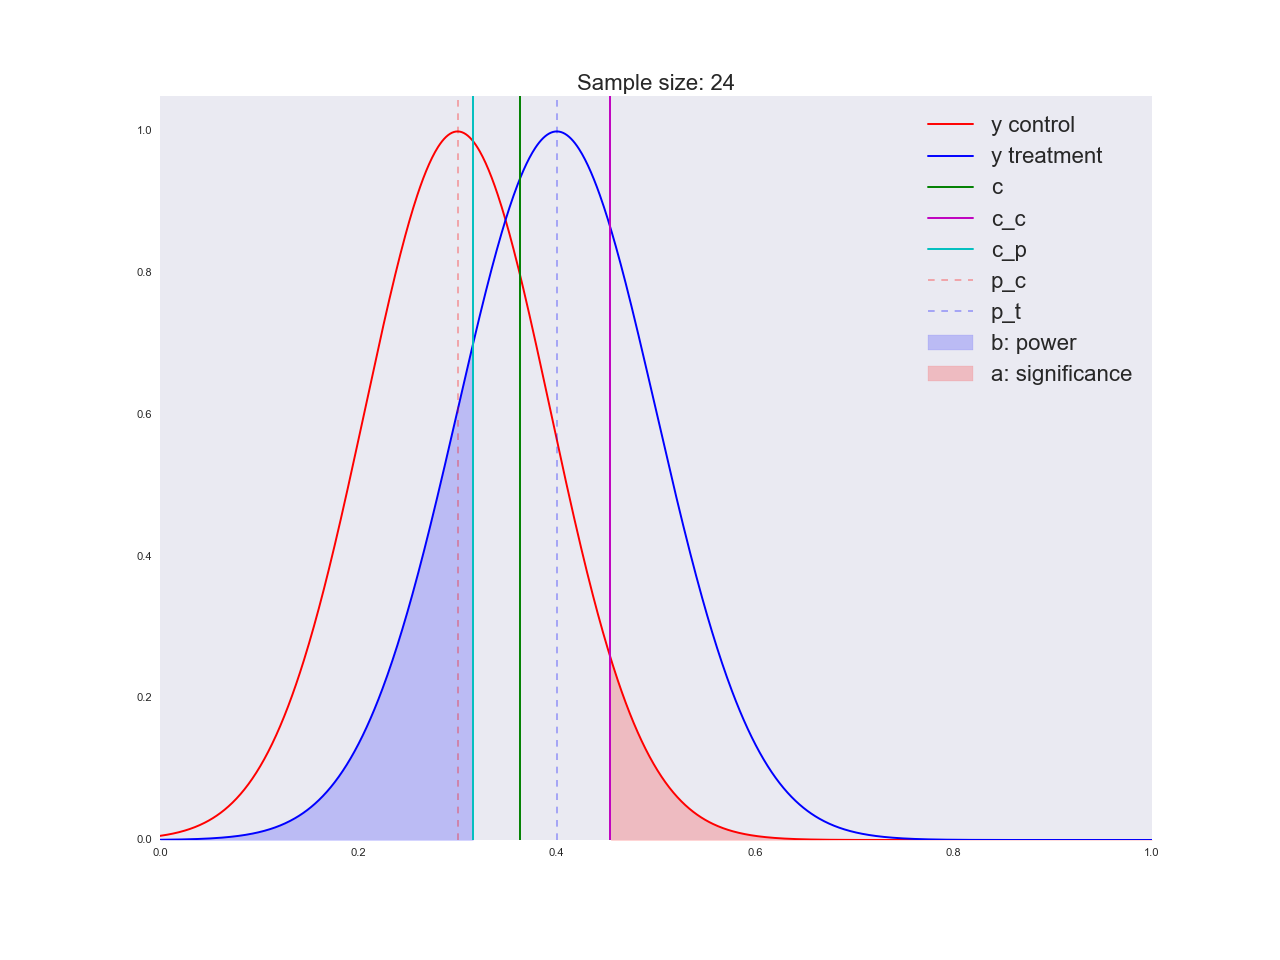 Sample size: 24
1.0
0.8
0.6
0.4
0.2
0.0
0.0 0.2 0.4 0.6 0.8 1.0
y control
y treatment
c
c_c
c_p
p_c
p_t
b: power
a: significance